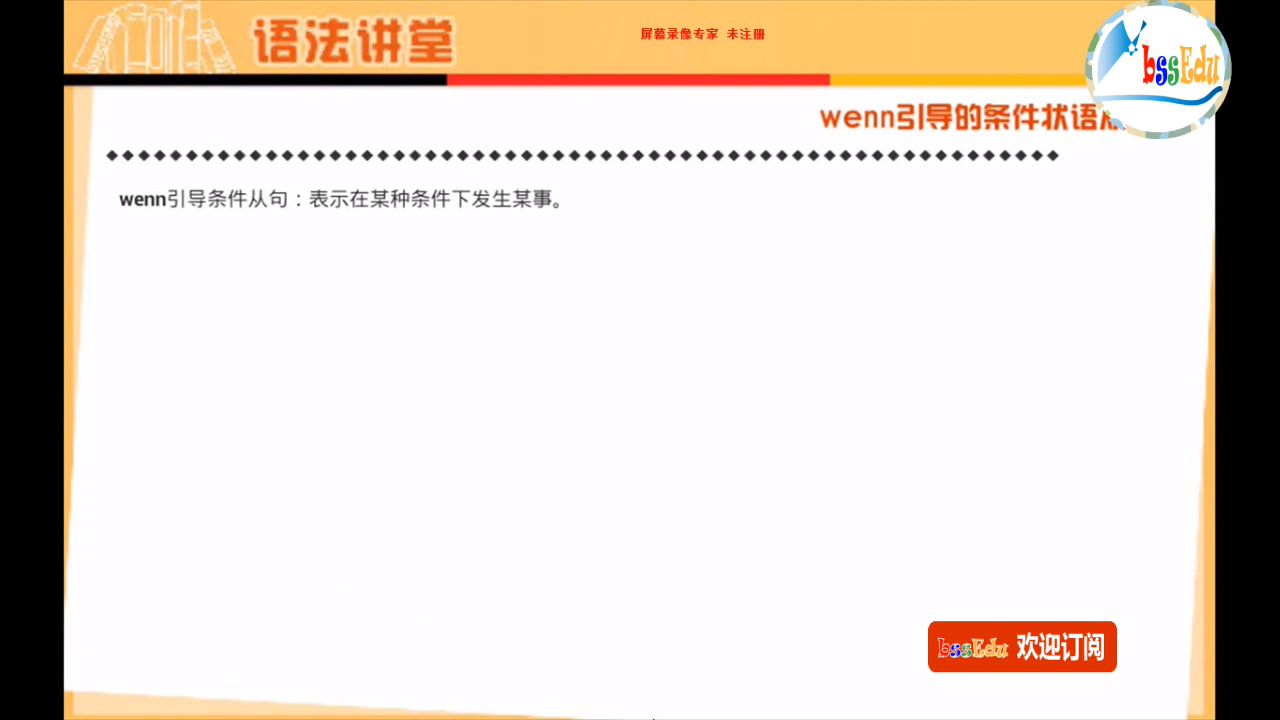 语法讲堂
屏幕录像专家 未注册
bssEdu
wenn引导的条件状语
wenn引导条件从句：表示在某种条件下发生某事。
bssEdu 欢迎订阅